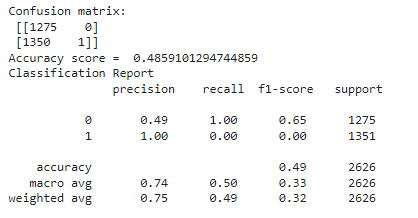 Confusion matrix:
[[1275 0]
[1350 1]]
Accuracy score = 0.4859101294744859
Classification Report
precision recall f1-score support
0 0.49 1.00 0.65 1275
1 1.00 0.00 0.00 1351
accuracy 0.49 2626
macro avg 0.74 0.50 0.33 2626
weighted avg 0.75 0.49 0.32 2626